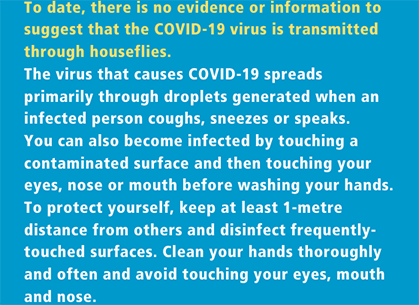 To date, there is no evidence or information to
suggest that the COVID-19 virus is transmitted
through houseflies.
The virus that causes COVID-19 spreads
primarily through droplets generated when an
infected person coughs, sneezes or speaks.
You can also become infected by touching a
contaminated surface and then touching your
eyes, nose or mouth before washing your hands.
To protect yourself, keep at least 1-metre
distance from others and disinfect frequently-
touched surfaces. Clean your hands thoroughly
and often and avoid touching your eyes, mouth
and nose.